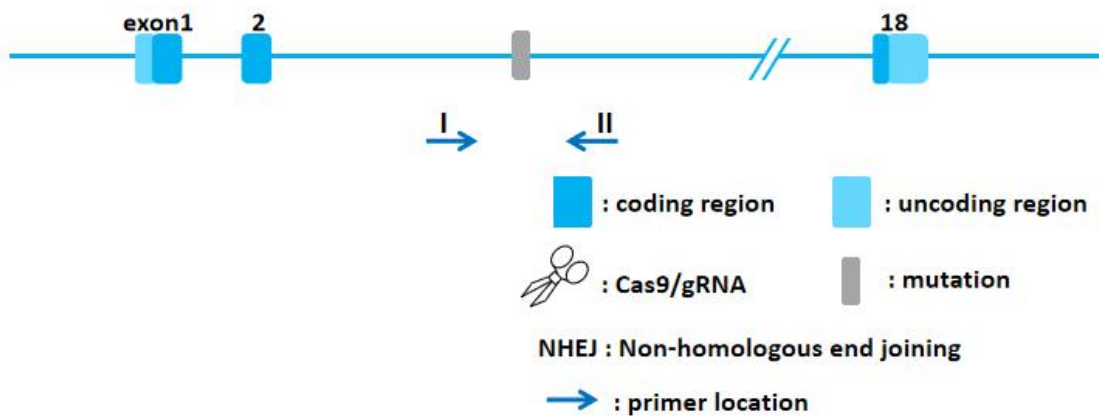 exon1 2 18
I II
: coding region : uncoding region
: Cas9/gRNA : mutation
NHEJ : Non-homologous end joining
: primer location